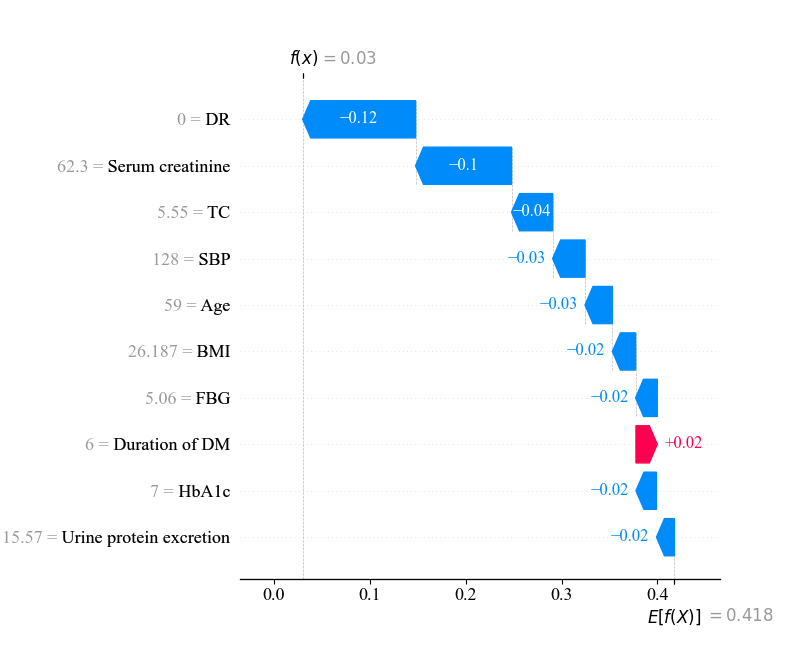 f(x) = 0.03
0 = DR
−0.12
62.3 = Serum creatinine
−0.1
5.55 = TC
−0.04
128 = SBP
−0.03
59 = Age
−0.03
26.187 = BMI
−0.02
5.06 = FBG
−0.02
6 = Duration of DM
+0.02
7 = HbA1c
−0.02
15.57 = Urine protein excretion
−0.02
0.0 0.1 0.2 0.3 0.4
E[f(X)] = 0.418